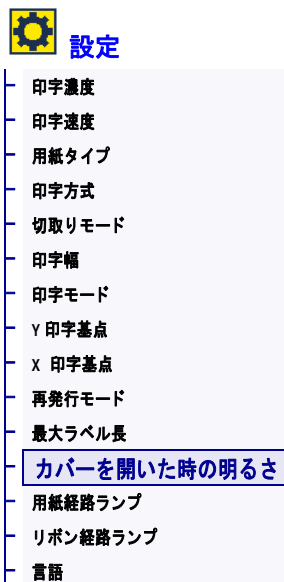 設定
印字濃度
印字速度
用紙タイプ
印字方式
切取りモード
印字幅
印字モード
Y 印字基点
X 印字基点
再発行モード
最大ラベル長
カバーを開いた時の明るさ
用紙経路ランプ
リボン経路ランプ
言語